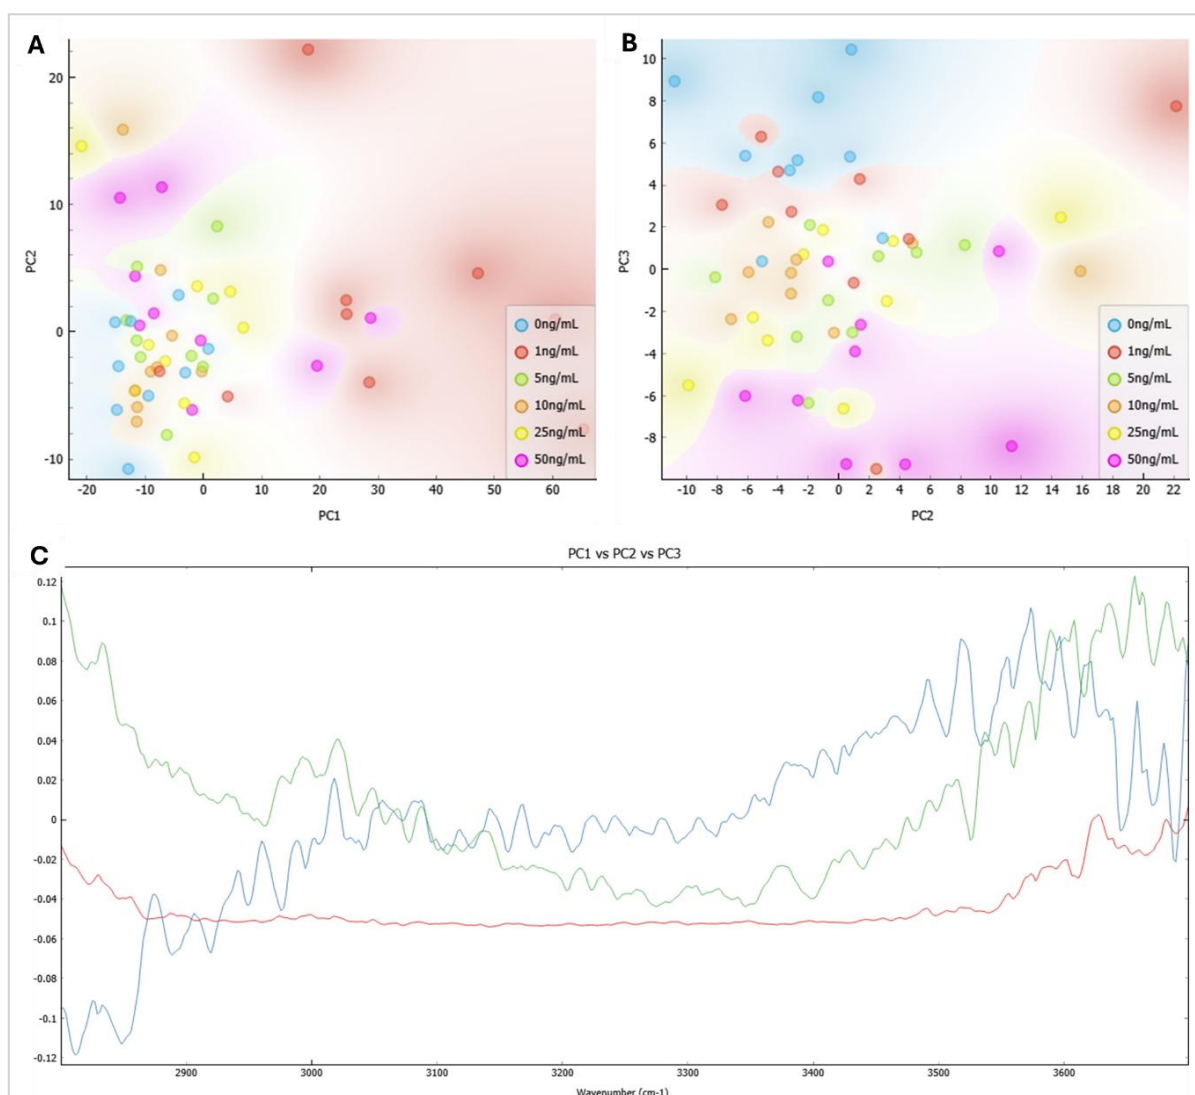 A
PC2
20
10
0
-10
-20 -10 0 10 20 30 40 50 60
PC1
0ng/mL
1ng/mL
5ng/mL
10ng/mL
25ng/mL
50ng/mL
B
PC3
10
8
6
4
2
0
-2
-4
-6
-8
-10 -8 -6 -4 -2 0 2 4 6 8 10 12 14 16 18 20 22
PC2
0ng/mL
1ng/mL
5ng/mL
10ng/mL
25ng/mL
50ng/mL
C
PC1 vs PC2 vs PC3
0.12
0.1
0.08
0.06
0.04
0.02
0
-0.02
-0.04
-0.06
-0.08
-0.1
-0.12
2900 3000 3100 3200 3300 3400 3500 3600
Wavenumber (cm-1)